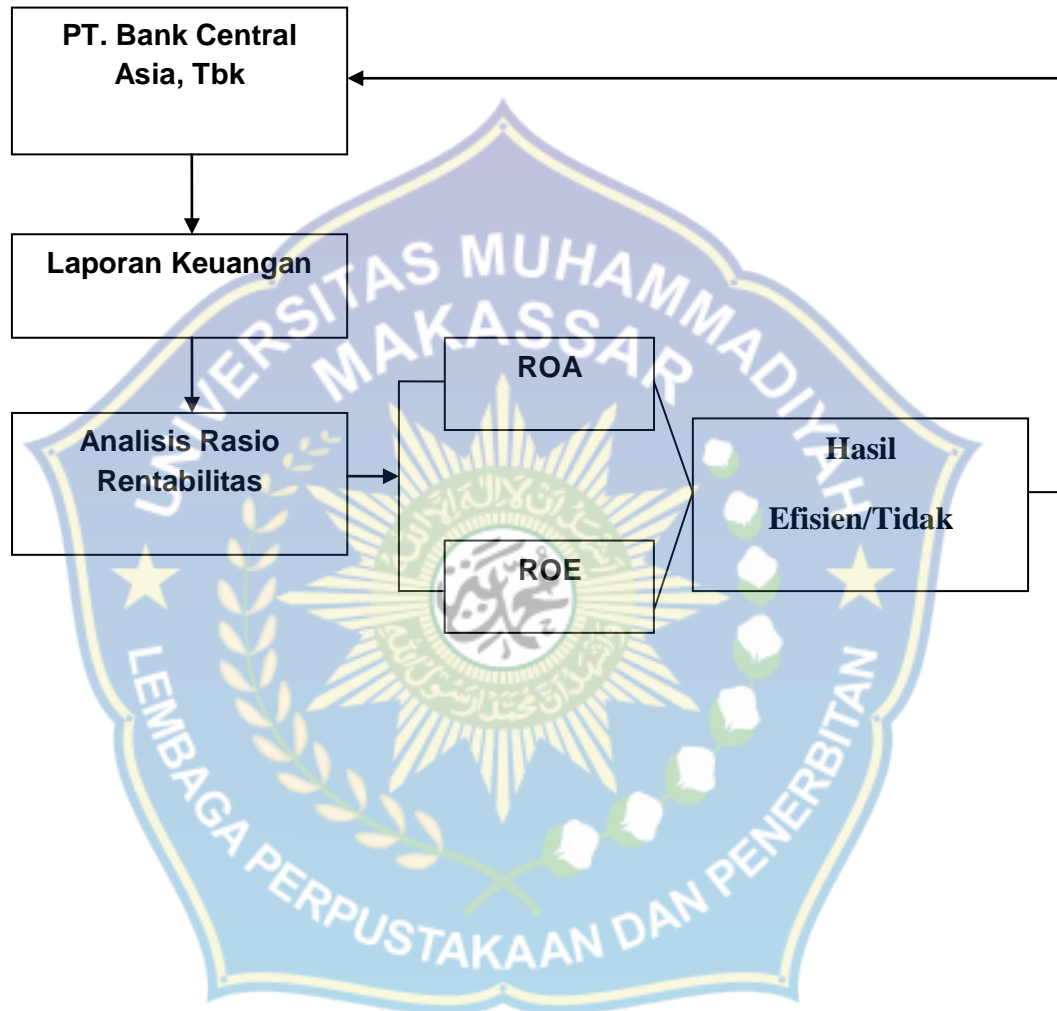 PT. Bank Central
Asia, Tbk
Laporan Keuangan
Analisis Rasio
Rentabilitas
ROA
ROE
Hasil
Efisien/Tidak
UNIVERSITAS MUHAMMADIYAH
MAKASSAR
LEMBAGA PERPUSTAKAAN DAN PENERBITAN